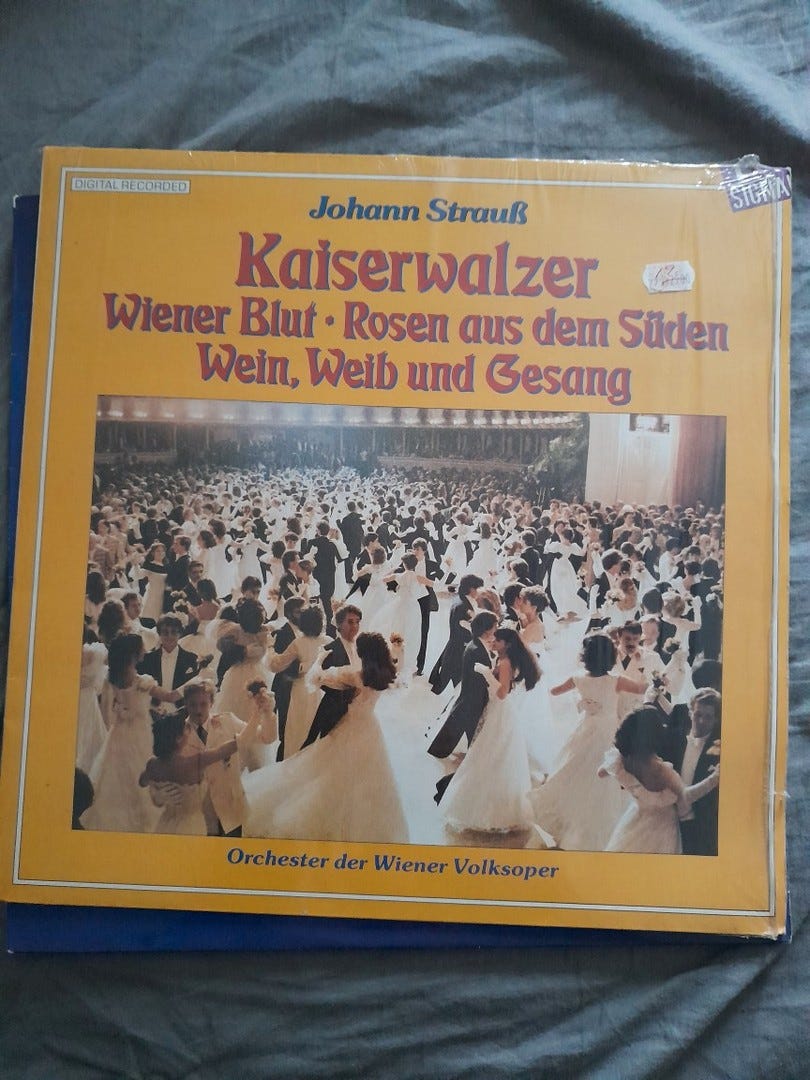 DIGITAL RECORDED
Johann Strauß
Kaiserwalzer
Wiener Blut · Rosen aus dem Süden
Wein, Weib und Gesang
Orchester der Wiener Volksoper